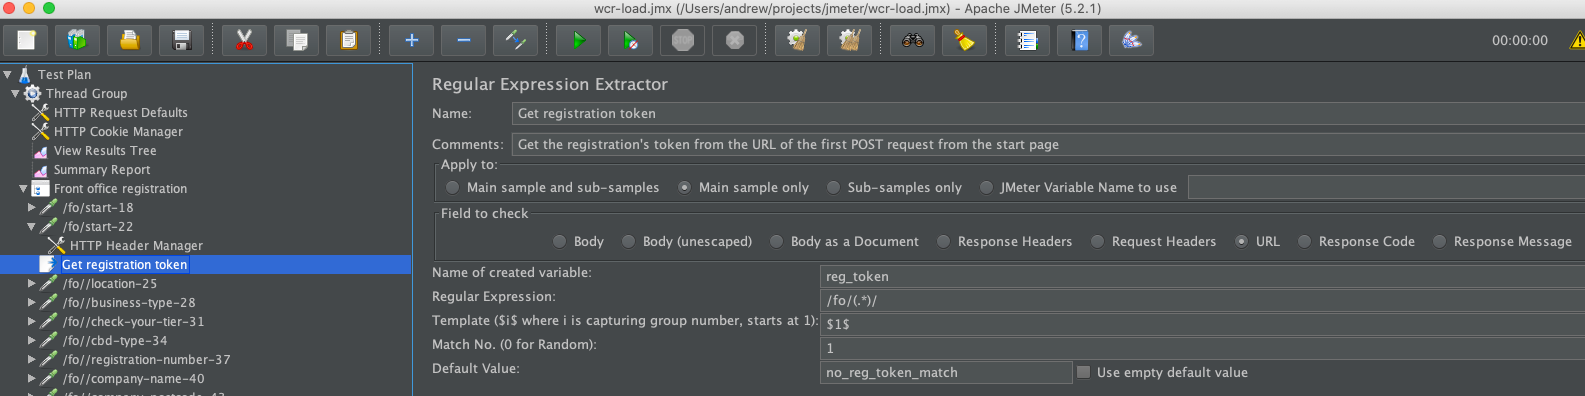 wcr-load.jmx (/Users/andrew/projects/jmeter/wcr-load.jmx) - Apache JMeter (5.2.1)
STOP
00:00:00
Test Plan
Thread Group
HTTP Request Defaults
HTTP Cookie Manager
View Results Tree
Summary Report
Front office registration
/fo/start-18
/fo/start-22
HTTP Header Manager
Get registration token
/fo//location-25
/fo//business-type-28
/fo//check-your-tier-31
/fo//cbd-type-34
/fo//registration-number-37
/fo//company-name-40
/fo//company-postcode-43
Regular Expression Extractor
Name: Get registration token
Comments: Get the registration's token from the URL of the first POST request from the start page
Apply to:
Main sample and sub-samples Main sample only Sub-samples only JMeter Variable Name to use
Field to check
Body Body (unescaped) Body as a Document Response Headers Request Headers URL Response Code Response Message
Name of created variable: reg_token
Regular Expression: /fo/(.*)/
Template ($i$ where i is capturing group number, starts at 1): $1$
Match No. (0 for Random): 1
Default Value: no_reg_token_match Use empty default value